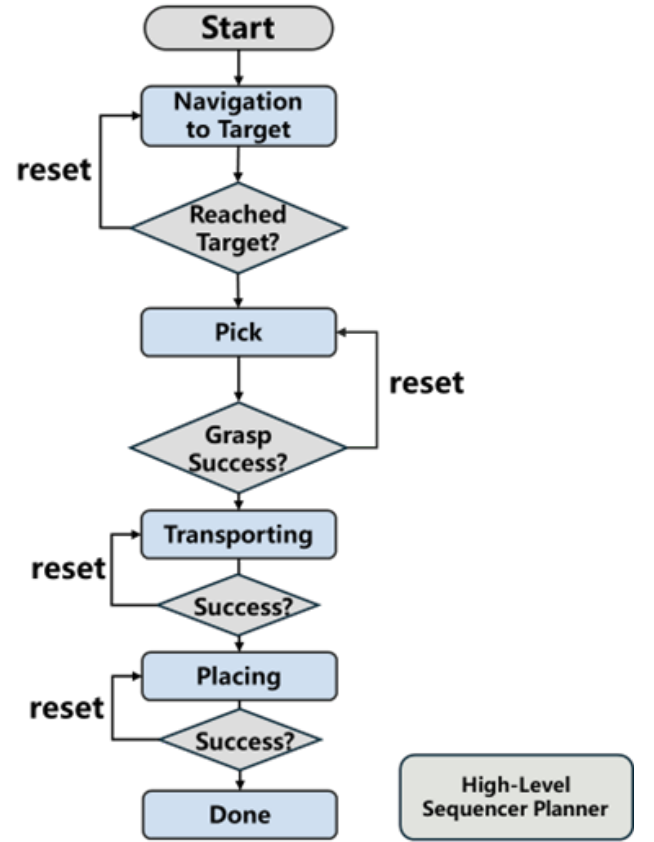 Start
Navigation
to Target
reset
Reached
Target?
Pick
reset
Grasp
Success?
Transporting
reset
Success?
Placing
reset
Success?
Done
High-Level
Sequencer Planner